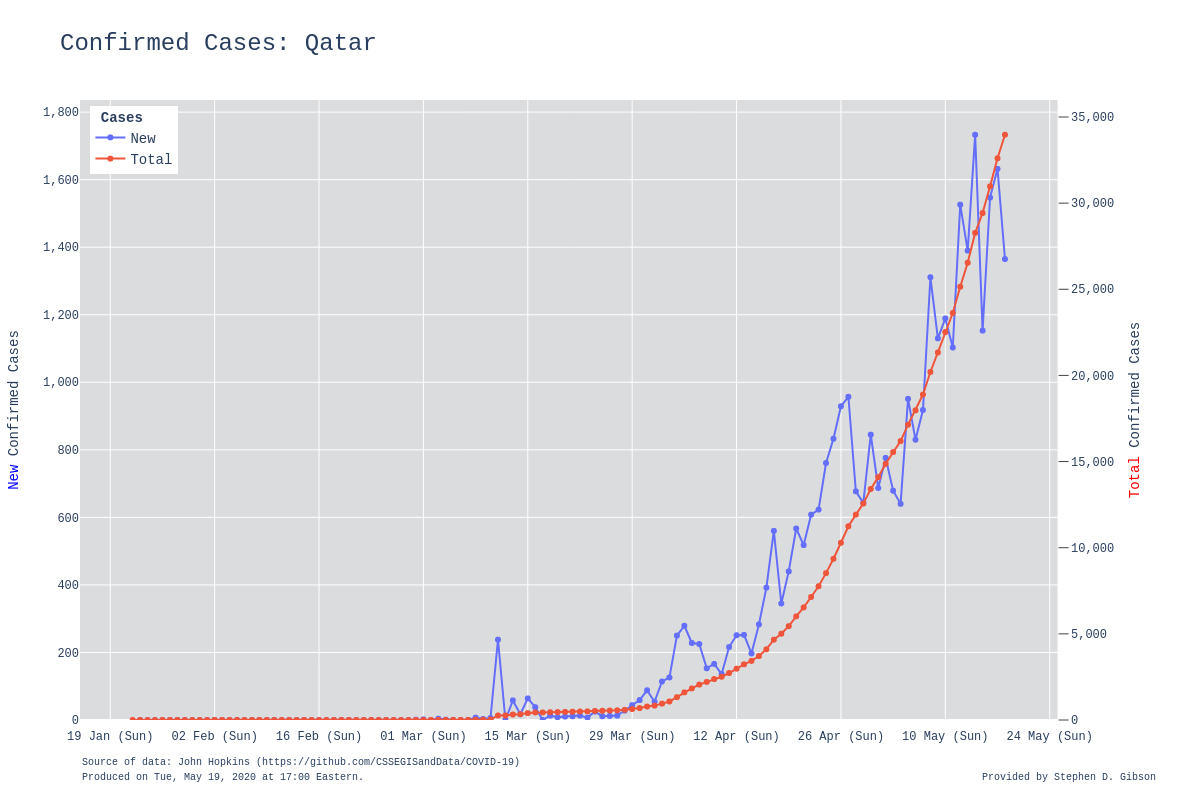 Confirmed Cases: Qatar
Cases
New
Total
1,800
1,600
1,400
1,200
1,000
800
600
400
200
0
35,000
30,000
25,000
20,000
15,000
10,000
5,000
0
New Confirmed Cases
Total Confirmed Cases
19 Jan (Sun) 02 Feb (Sun) 16 Feb (Sun) 01 Mar (Sun) 15 Mar (Sun) 29 Mar (Sun) 12 Apr (Sun) 26 Apr (Sun) 10 May (Sun) 24 May (Sun)
Source of data: John Hopkins (https://github.com/CSSEGISandData/COVID-19)
Produced on Tue, May 19, 2020 at 17:00 Eastern.
Provided by Stephen D. Gibson